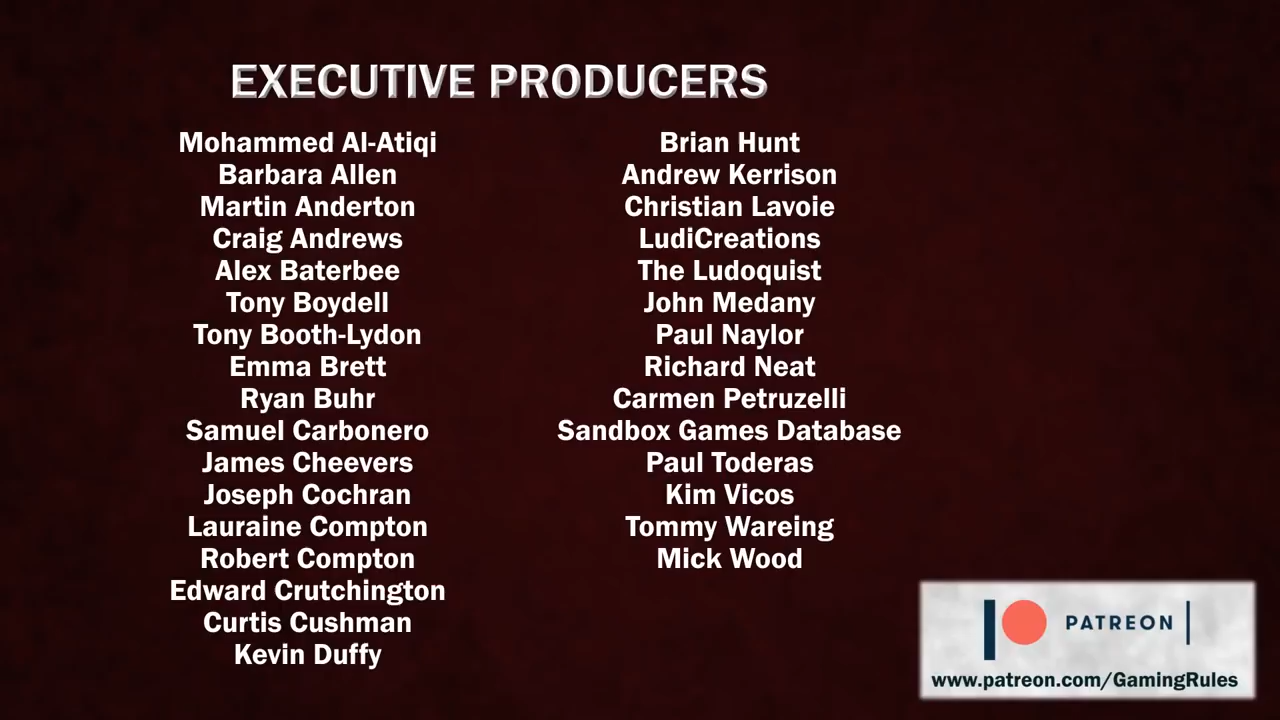 EXECUTIVE PRODUCERS
Mohammed Al-Atiqi
Barbara Allen
Martin Anderton
Craig Andrews
Alex Baterbee
Tony Boydell
Tony Booth-Lydon
Emma Brett
Ryan Buhr
Samuel Carbonero
James Cheevers
Joseph Cochran
Lauraine Compton
Robert Compton
Edward Crutchington
Curtis Cushman
Kevin Duffy
Brian Hunt
Andrew Kerrison
Christian Lavoie
LudiCreations
The Ludoquist
John Medany
Paul Naylor
Richard Neat
Carmen Petruzelli
Sandbox Games Database
Paul Toderas
Kim Vicos
Tommy Wareing
Mick Wood
PATREON
www.patreon.com/GamingRules